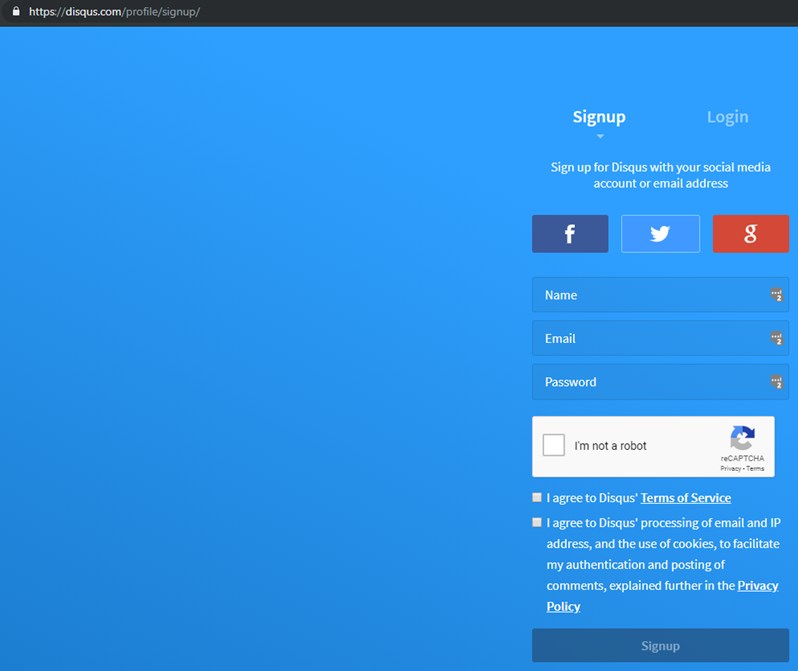 https://disqus.com/profile/signup/
Signup
Login
Sign up for Disqus with your social media
account or email address
f
g
Name
2
Email
2
Password
2
I'm not a robot
reCAPTCHA
Privacy - Terms
I agree to Disqus' Terms of Service
I agree to Disqus' processing of email and IP
address, and the use of cookies, to facilitate
my authentication and posting of
comments, explained further in the Privacy
Policy
Signup